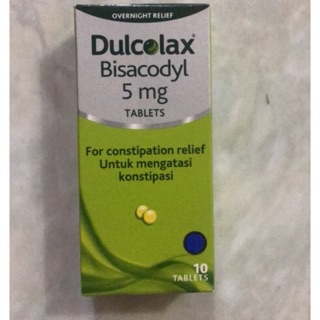 OVERNIGHT RELIEF
Dulcolax®
Bisacodyl
5 mg
TABLETS
For constipation relief
Untuk mengatasi
konstipasi
10
TABLETS